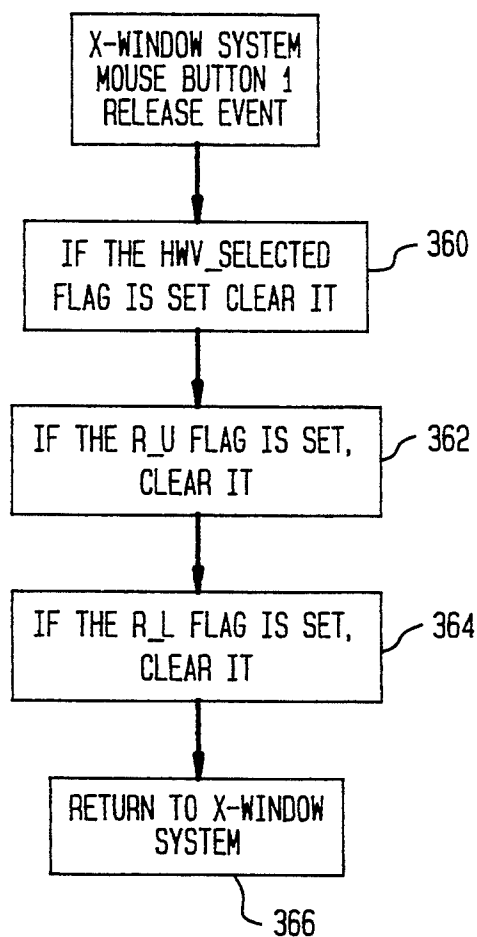 X-WINDOW SYSTEM
MOUSE BUTTON 1
RELEASE EVENT
IF THE HWV_SELECTED
FLAG IS SET CLEAR IT
360
IF THE R_U FLAG IS SET,
CLEAR IT
362
IF THE R_L FLAG IS SET,
CLEAR IT
364
RETURN TO X-WINDOW
SYSTEM
366